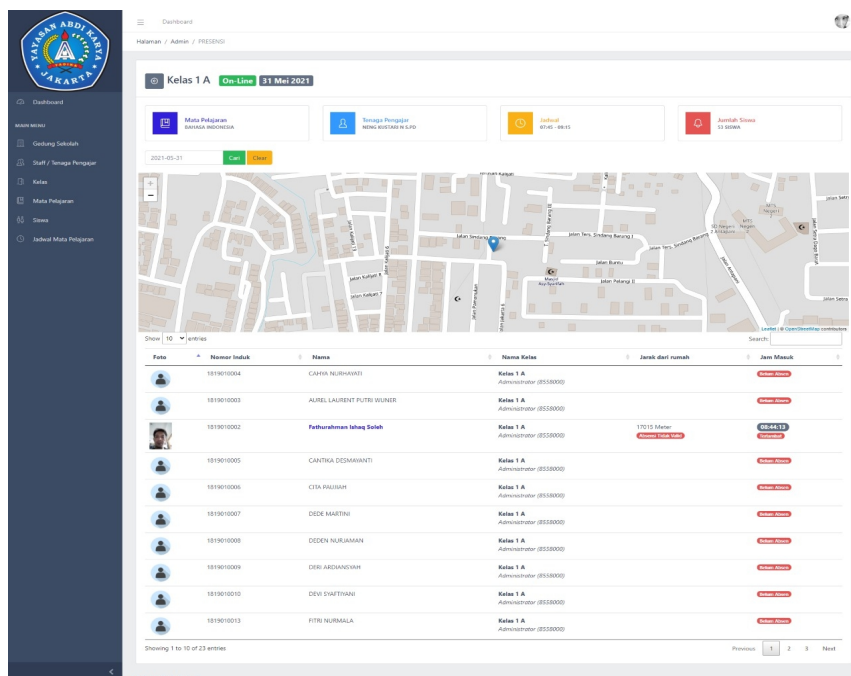 YAYASAN ABDI KARYA
JAKARTA
Dashboard
Halaman / Admin / PRESENSI
Kelas 1 A On-Line 31 Mei 2021
Dashboard
MAIN MENU
Gedung Sekolah
Staff / Tenaga Pengajar
Kelas
Mata Pelajaran
Siswa
Jadwal Mata Pelajaran
Mata Pelajaran
BAHASA INDONESIA
Tenaga Pengajar
NENG KUSTARI N S.PD
Jadwal
07:45 - 09:15
Jumlah Siswa
2021-05-31 Cari Clear
+
−
Jalan Bungur
Jalan Pelangi II
Jalan Ters. Sindang Barang I
Leaflet | © OpenStreetMap contributors
Show 10 entries
Search:
Foto Nomor Induk Nama Nama Kelas Jarak dari rumah Jam Masuk
1819010004 CAHYA NURHAYATI Kelas 1 A Belum Absen
Administrator (8558000)
1819010003 AUREL LAURENT PUTRI WUNER Kelas 1 A Belum Absen
Administrator (8558000)
1819010002 Fathurahman Ishaq Soleh Kelas 1 A 17015 Meter 08:44:13
Administrator (8558000) Absensi Tidak Valid Terlambat
1819010005 CANTIKA DESMAYANTI Kelas 1 A Belum Absen
Administrator (8558000)
1819010006 CITA PAUJIAH Kelas 1 A Belum Absen
Administrator (8558000)
1819010007 DEDE MARTINI Kelas 1 A Belum Absen
Administrator (8558000)
1819010008 DEDEN NURJAMAN Kelas 1 A Belum Absen
Administrator (8558000)
1819010009 DERI ARDIANSYAH Kelas 1 A Belum Absen
Administrator (8558000)
1819010010 DEVI SYAFTIYANI Kelas 1 A Belum Absen
Administrator (8558000)
1819010013 FITRI NURMALA Kelas 1 A Belum Absen
Administrator (8558000)
Showing 1 to 10 of 23 entries
Previous 1 2 3 Next